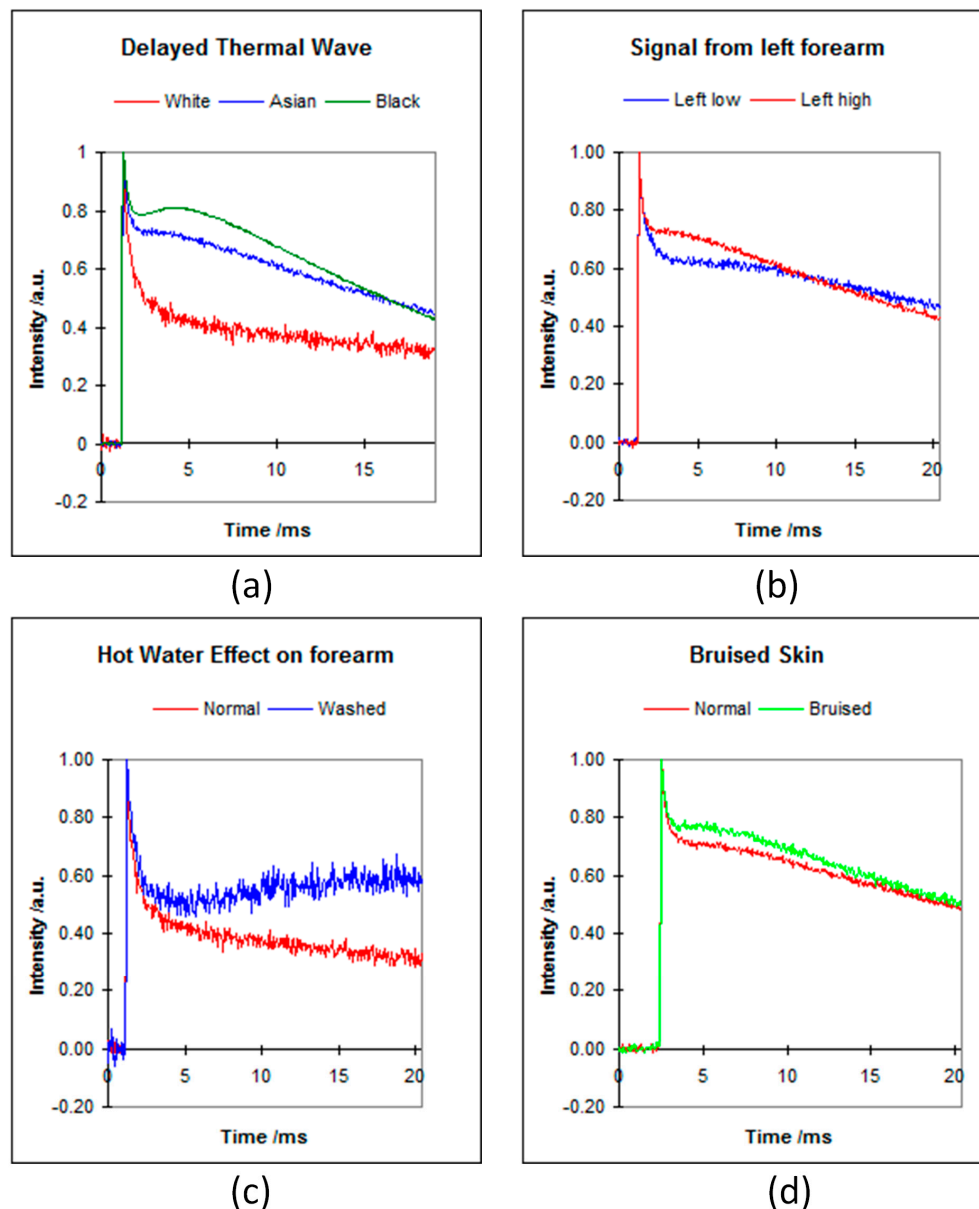 Delayed Thermal Wave
White Asian Black
1
0.8
0.6
0.4
0.2
0
-0.2
0 5 10 15
Intensity /a.u.
Time /ms
(a)
Signal from left forearm
Left low Left high
1.00
0.80
0.60
0.40
0.20
0.00
-0.20
0 5 10 15 20
Intensity /a.u.
Time /ms
(b)
Hot Water Effect on forearm
Normal Washed
1.00
0.80
0.60
0.40
0.20
0.00
-0.20
0 5 10 15 20
Intensity /a.u.
Time /ms
(c)
Bruised Skin
Normal Bruised
1.00
0.80
0.60
0.40
0.20
0.00
-0.20
0 5 10 15 20
Intensity /a.u.
Time /ms
(d)